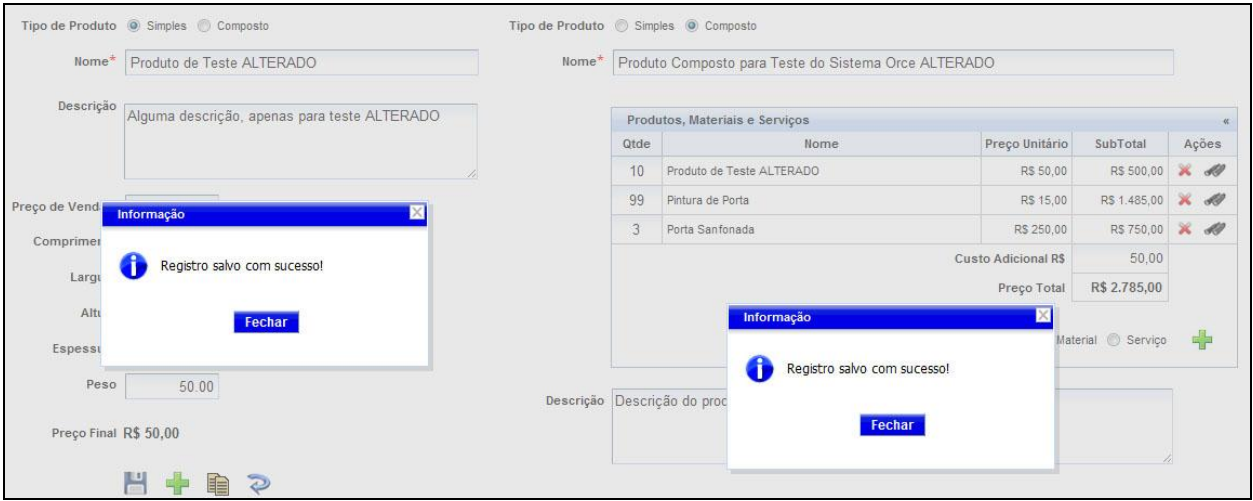 Tipo de Produto Simples Composto
Nome* Produto de Teste ALTERADO
Descrição Alguma descrição, apenas para teste ALTERADO
Preço de Vend
Comprimer
Largu
Altu
Espessu
Informação
Registro salvo com sucesso!
Fechar
Peso 50.00
Preço Final R$ 50,00
Tipo de Produto Simples Composto
Nome* Produto Composto para Teste do Sistema Orce ALTERADO
Produtos, Materiais e Serviços «
Qtde Nome Preço Unitário SubTotal Ações
10 Produto de Teste ALTERADO R$ 50,00 R$ 500,00
99 Pintura de Porta R$ 15,00 R$ 1.485,00
3 Porta Sanfonada R$ 250,00 R$ 750,00
Custo Adicional R$ 50,00
Preço Total R$ 2.785,00
Material Serviço
Informação
Registro salvo com sucesso!
Fechar
Descrição Descrição do proc